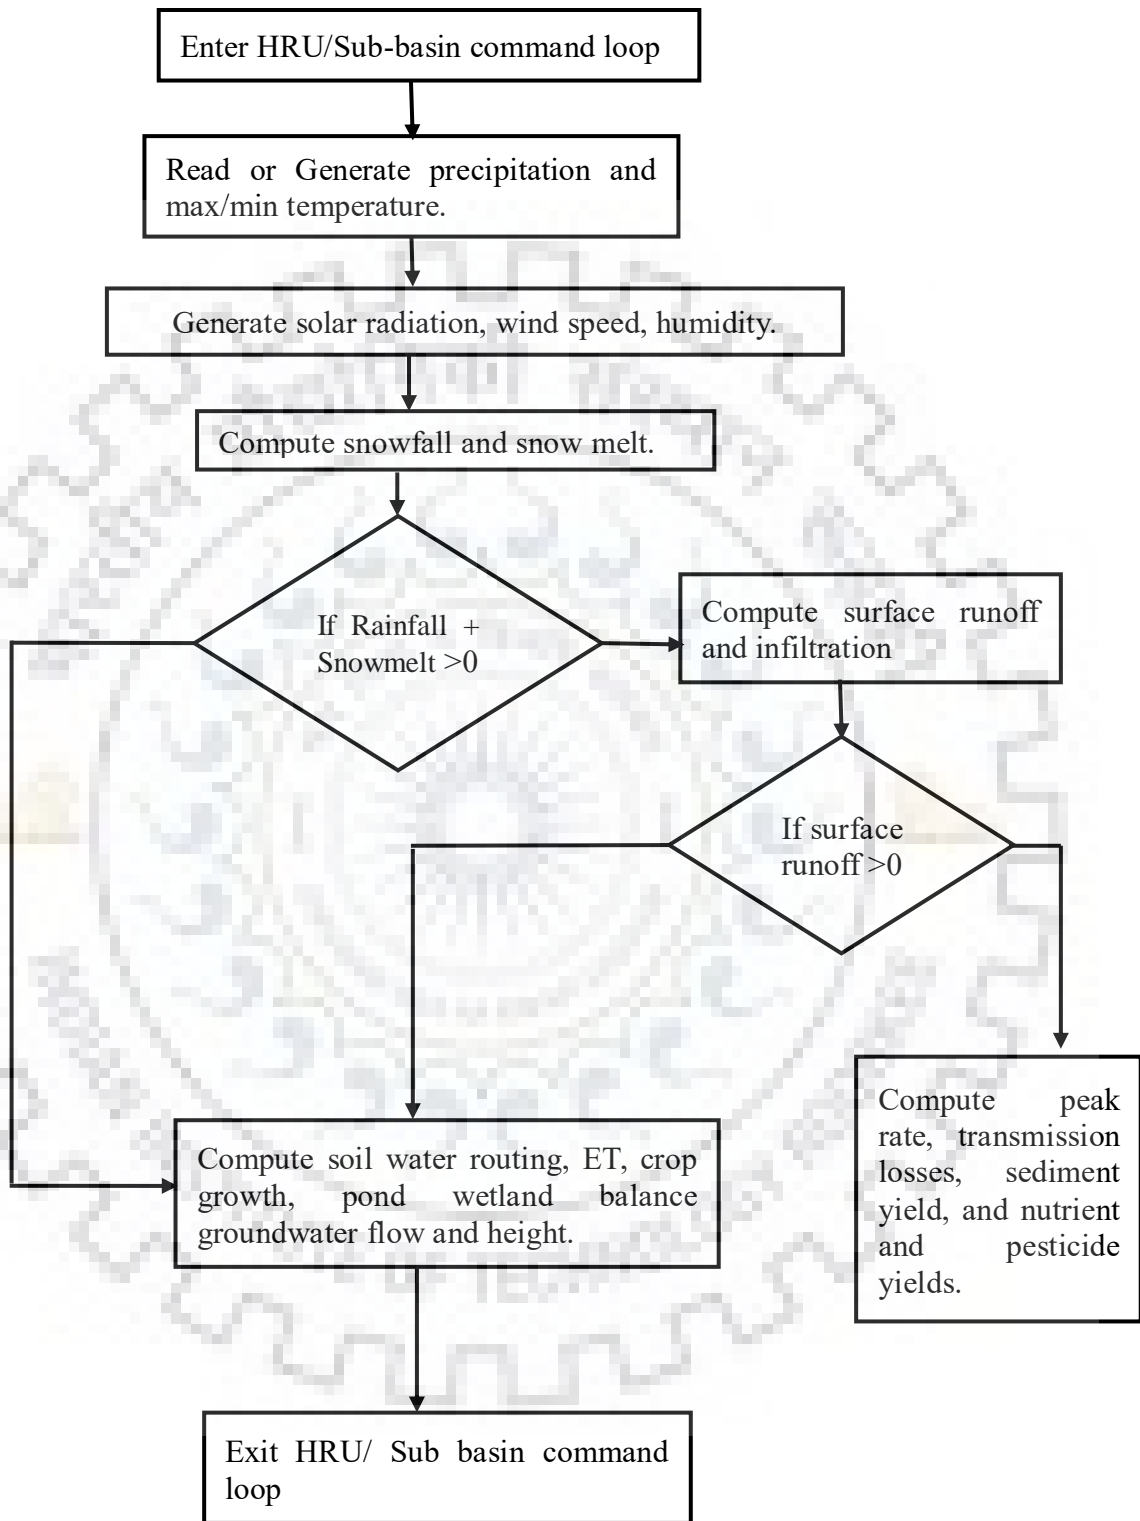 Enter HRU/Sub-basin command loop
Read or Generate precipitation and
max/min temperature.
Generate solar radiation, wind speed, humidity.
Compute snowfall and snow melt.
If Rainfall +
Snowmelt >0
Compute surface runoff
and infiltration
If surface
runoff >0
Compute peak
rate, transmission
losses, sediment
yield, and nutrient
and pesticide
yields.
Compute soil water routing, ET, crop
growth, pond wetland balance
groundwater flow and height.
Exit HRU/ Sub basin command
loop